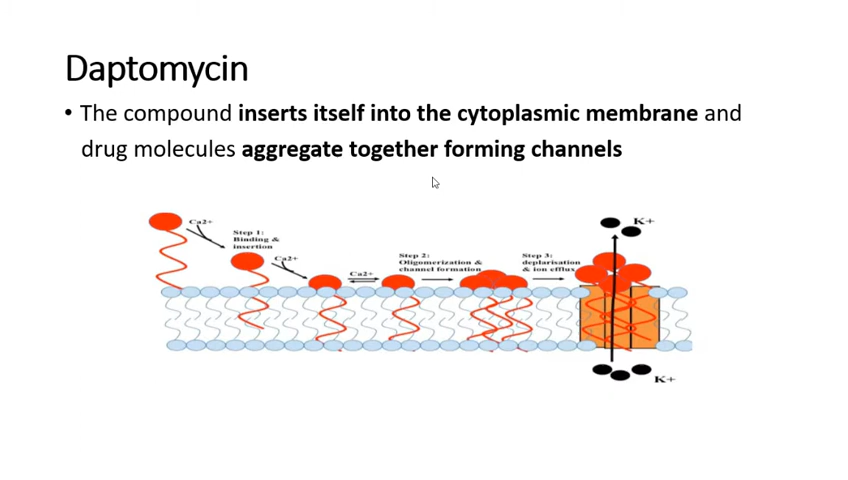 Daptomycin
• The compound inserts itself into the cytoplasmic membrane and
drug molecules aggregate together forming channels
Ca2+
Step 1:
Binding &
insertion
Ca2+
Ca2+
Step 2:
Oligomerization &
channel formation
Step 3:
depларisation
& ion efflux
K+
K+